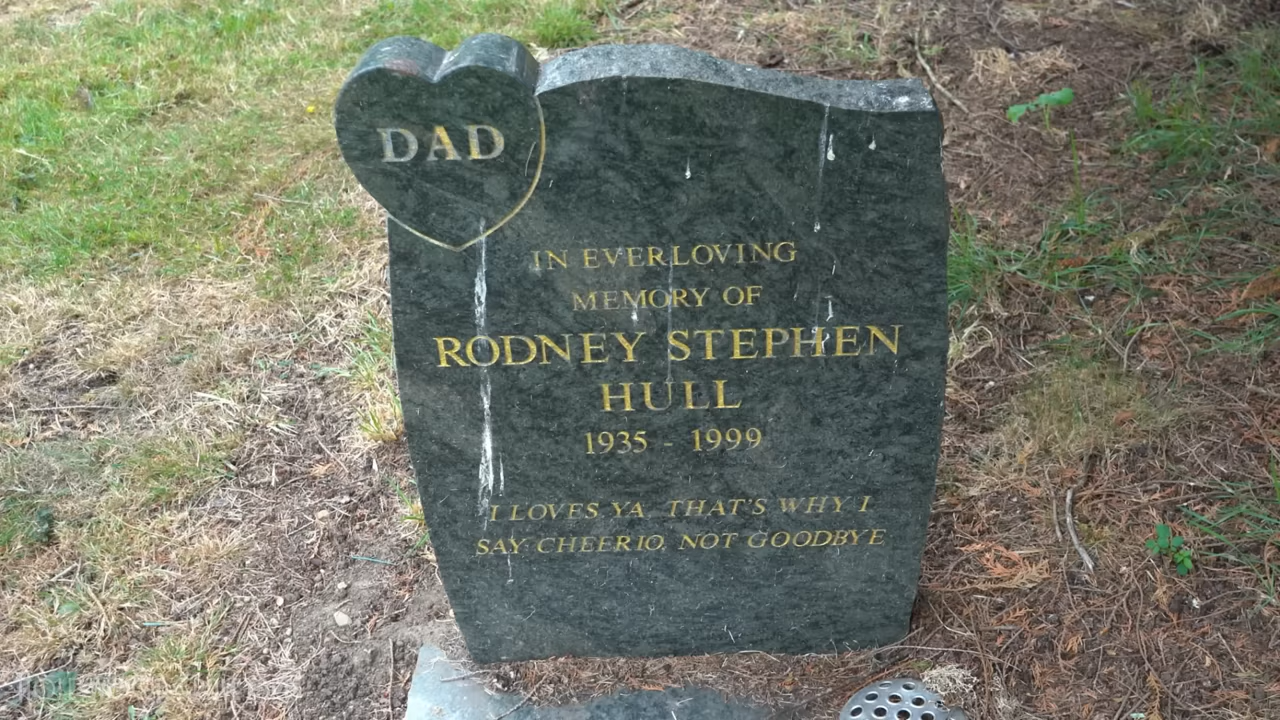 DAD
IN EVERLOVING
MEMORY OF
RODNEY STEPHEN
HULL
1935 - 1999
I LOVES YA, THAT'S WHY I
SAY CHEERIO, NOT GOODBYE